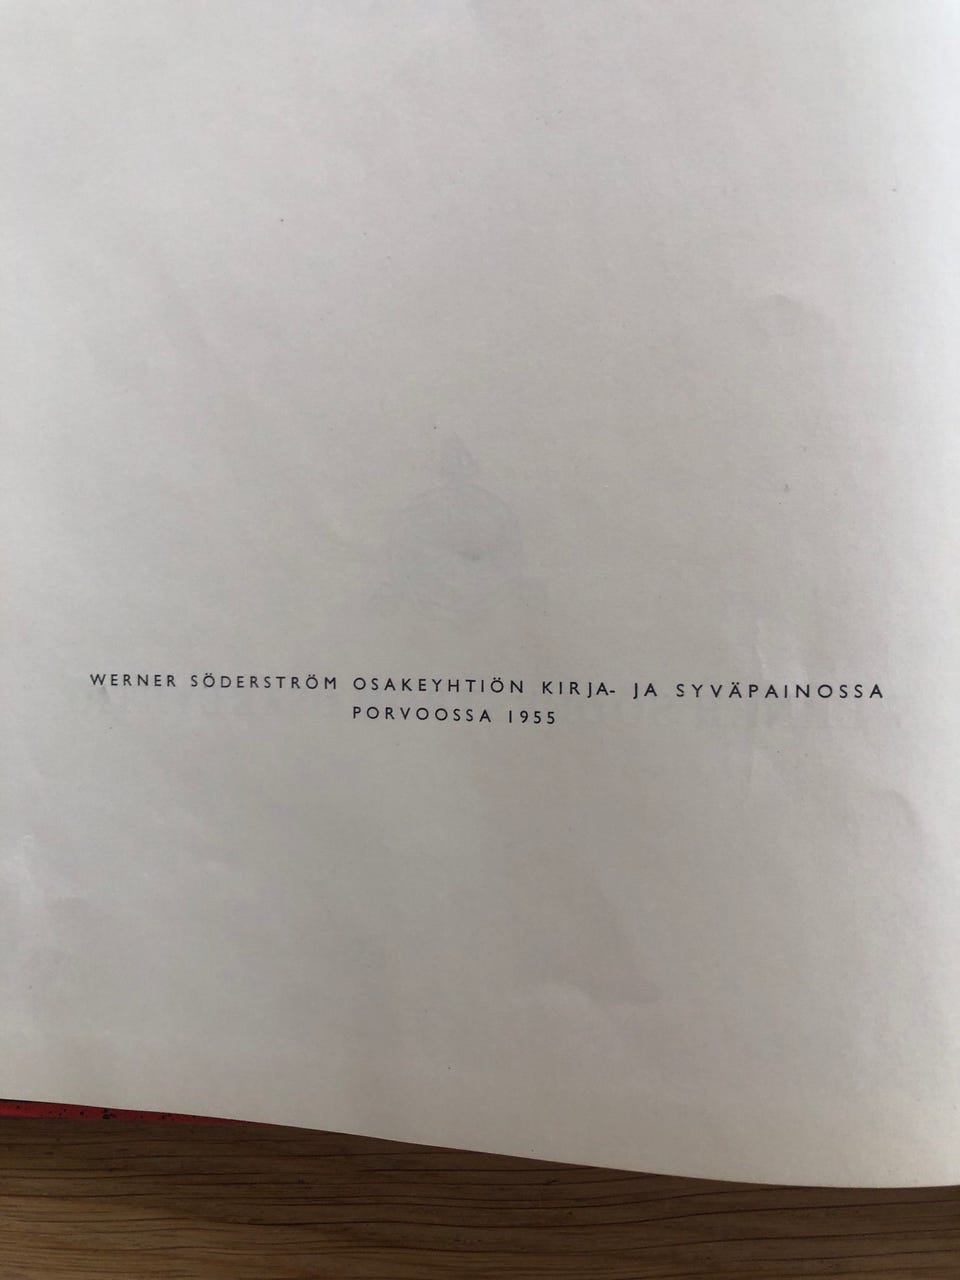 WERNER SÖDERSTRÖM OSAKEYHTIÖN KIRJA- JA SYVÄPAINOSSA
PORVOOSSA 1955